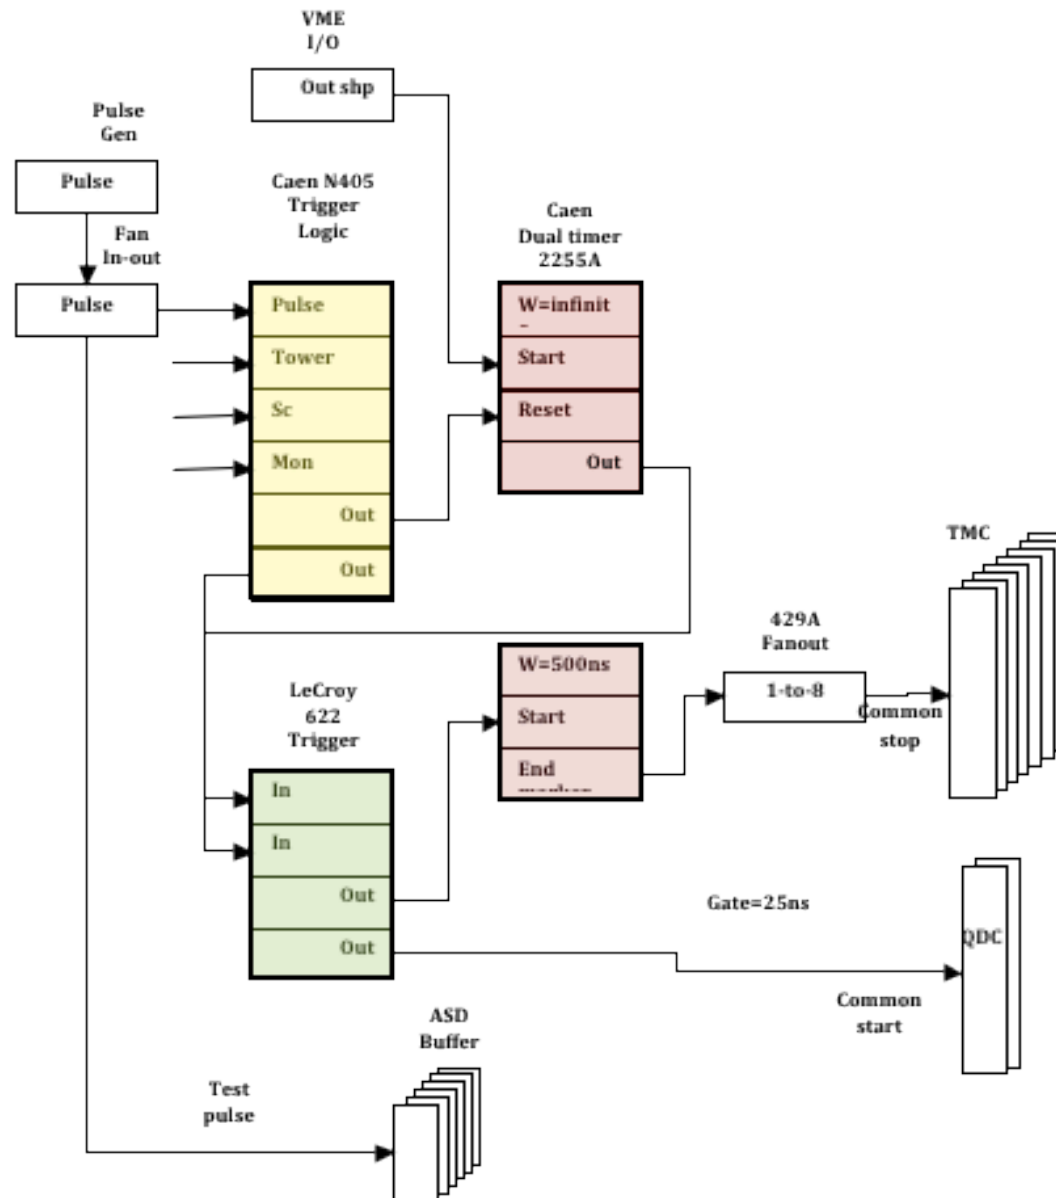 VME
I/O
Out shp
Pulse
Gen
Pulse
Fan
In-out
Pulse
Caen N405
Trigger
Logic
Pulse
Tower
Sc
Mon
Out
Out
Caen
Dual timer
2255A
W=infinit
Start
Reset
Out
TMC
429A
Fanout
1-to-8
Common
stop
W=500ns
Start
End
LeCroy
622
Trigger
In
In
Out
Out
Gate=25ns
QDC
Common
start
ASD
Buffer
Test
pulse